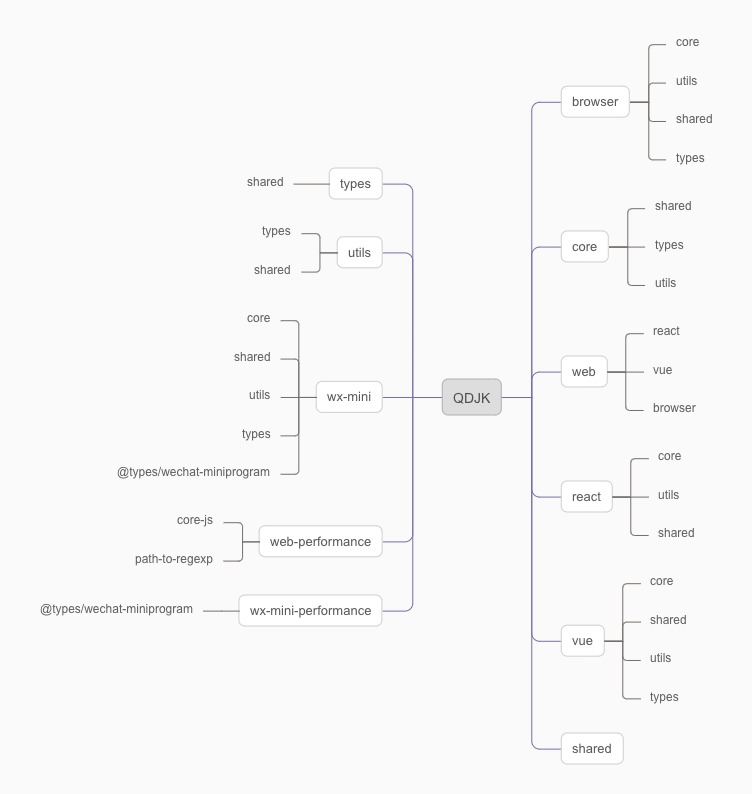 QDJK
browser
core
utils
shared
types
core
shared
types
utils
web
react
vue
browser
react
core
utils
shared
vue
core
shared
utils
types
shared
types
shared
utils
types
shared
wx-mini
core
shared
utils
types
@types/wechat-miniprogram
web-performance
core-js
path-to-regexp
wx-mini-performance
@types/wechat-miniprogram